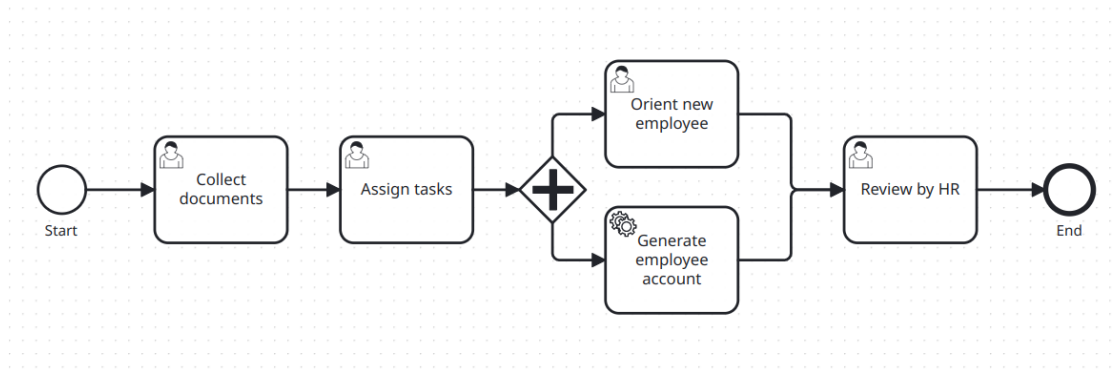 Start
Collect
documents
Assign tasks
Orient new
employee
Generate
employee
account
Review by HR
End